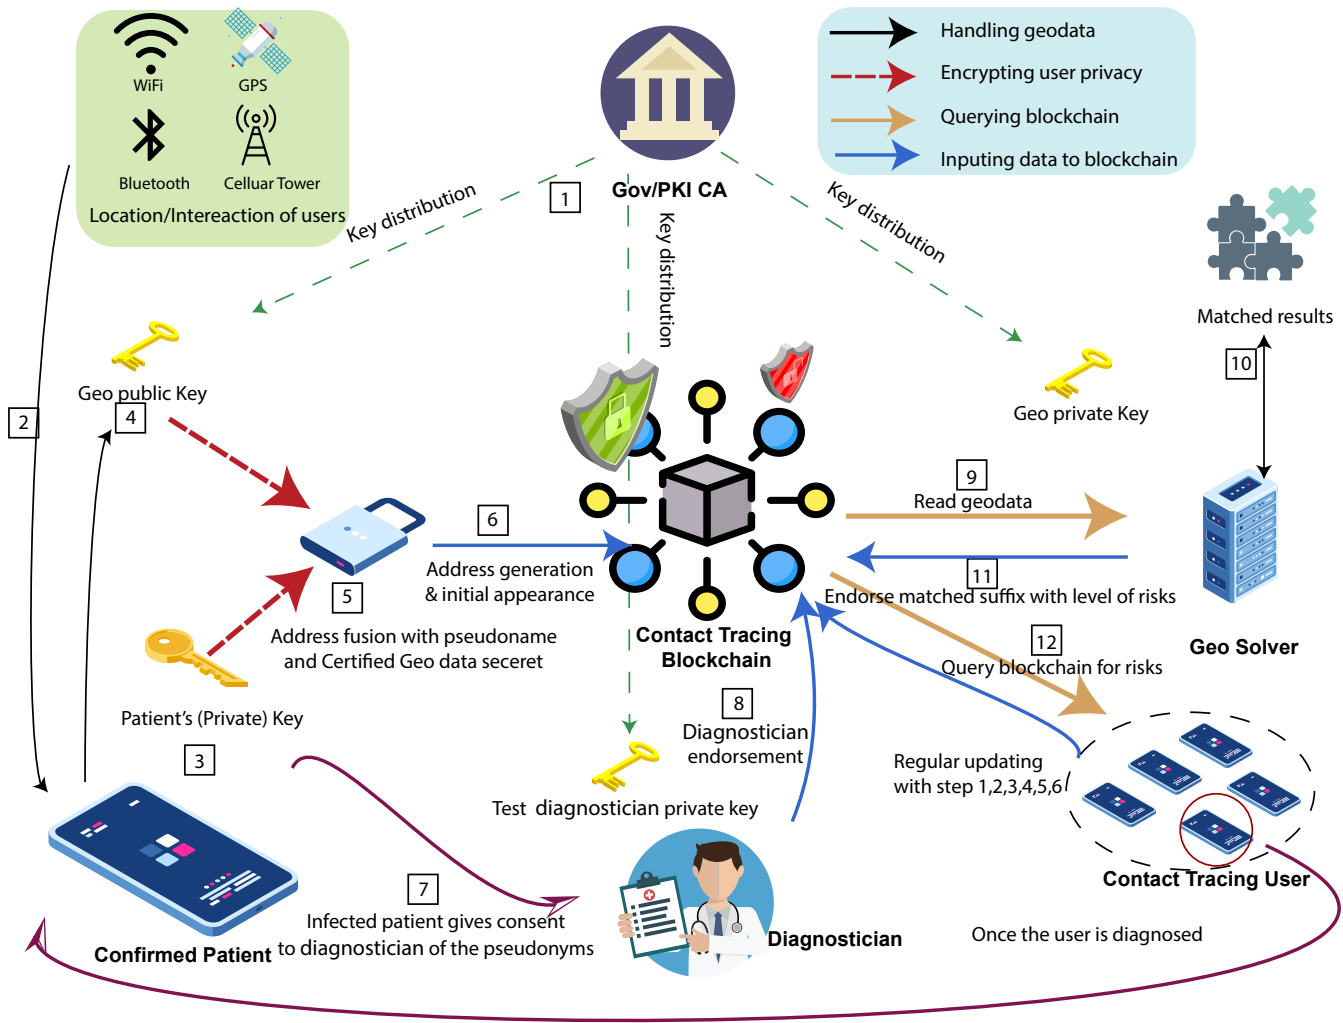 WiFi
GPS
Bluetooth
Celluar Tower
Location/Intereaction of users
Gov/PKI CA
Handling geodata
Encrypting user privacy
Querying blockchain
Inputing data to blockchain
1
Key distribution
Key distribution
Key distribution
Matched results
10
2
Geo public Key
4
Geo private Key
9
Read geodata
6
Address generation
& initial appearance
5
Address fusion with pseudoname
and Certified Geo data seceret
11
Endorse matched suffix with level of risks
Contact Tracing
Blockchain
12
Query blockchain for risks
Geo Solver
Patient's (Private) Key
3
8
Diagnostician
endorsement
Test diagnostician private key
Regular updating
with step 1,2,3,4,5,6
7
Infected patient gives consent
to diagnostician of the pseudonyms
Confirmed Patient
Diagnostician
Contact Tracing User
Once the user is diagnosed